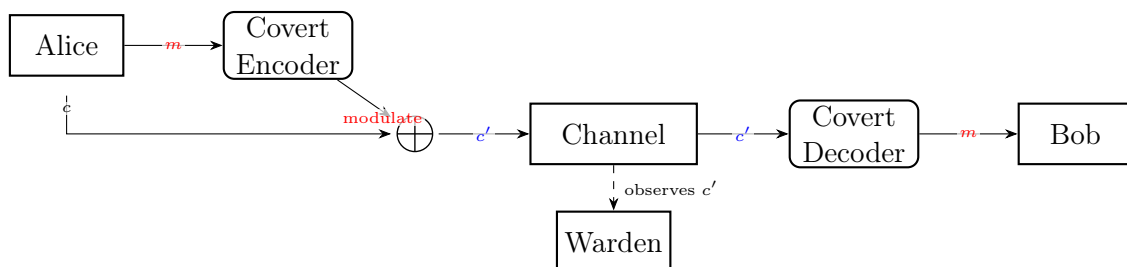 Alice
m
Covert
Encoder
c
modulate
c′
Channel
c′
Covert
Decoder
m
Bob
observes c′
Warden